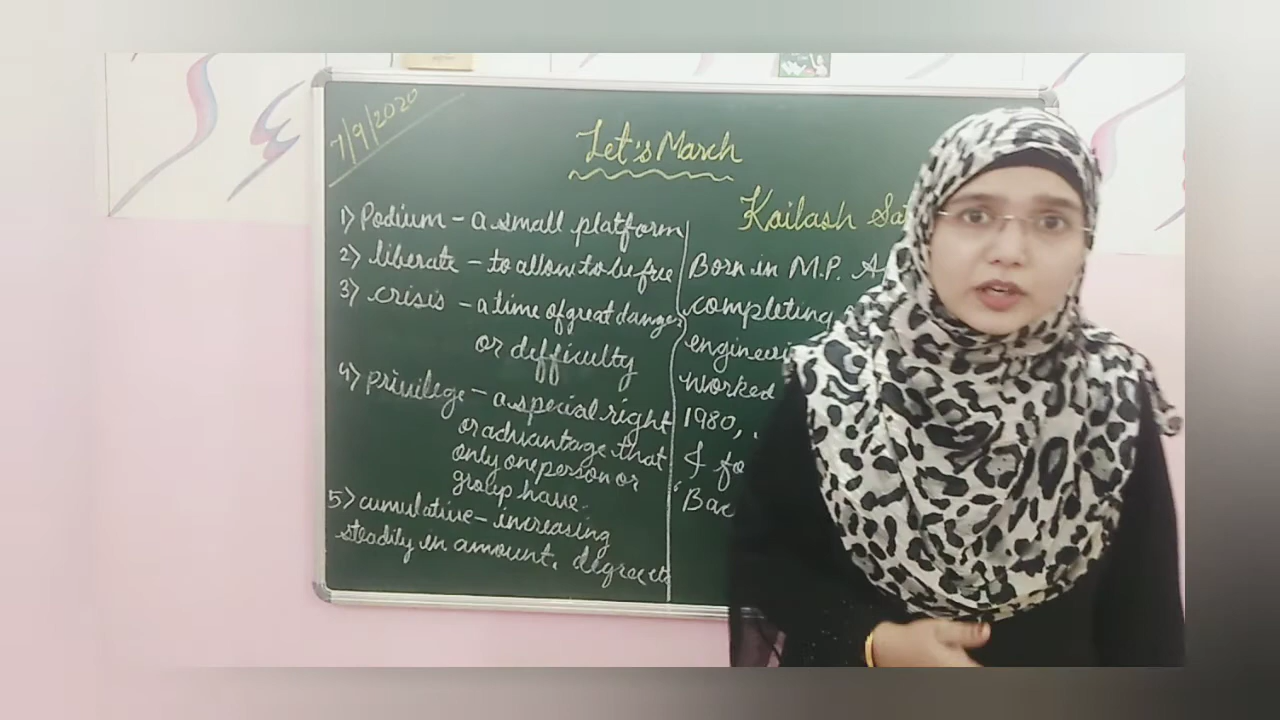 7/9/2020
Let's March
1) Podium - a small platform
2) liberate - to allow to be free
3) crisis - a time of great danger
or difficulty
4) privilege - a special right
or advantage that
only one person or
group have.
5) cumulative - increasing
steadily in amount, degree etc
Kailash Sat
Born in M.P. Af
completing
engineeri
worked
1980,
& fo
'Bac